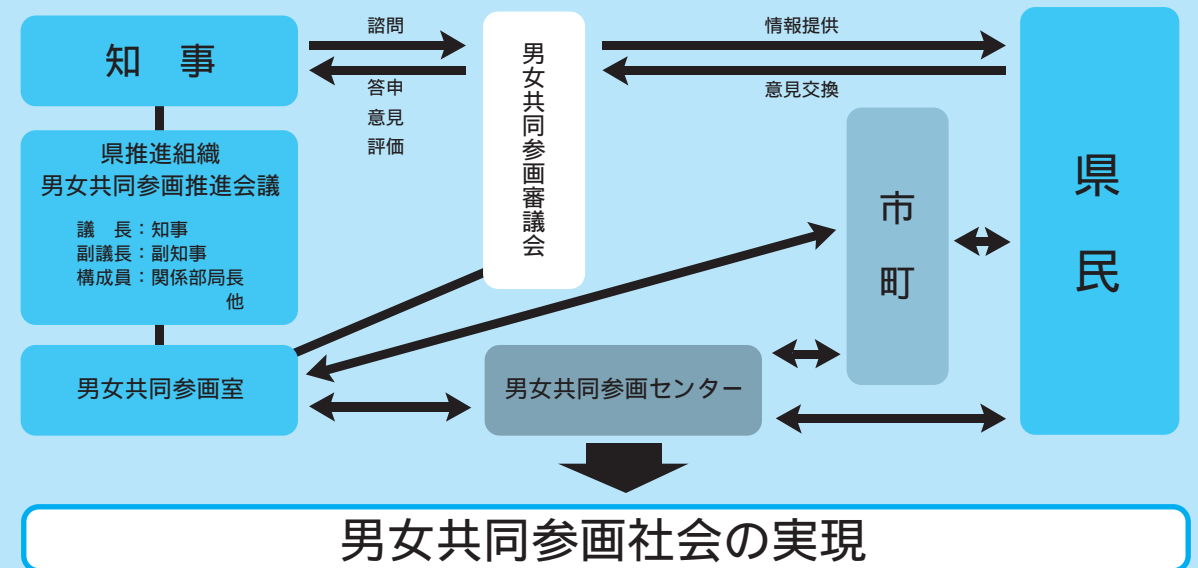 知　事
諮問
答申
意見
評価
男女共同参画審議会
情報提供
意見交換
県推進組織
男女共同参画推進会議
議　長：知事
副議長：副知事
構成員：関係部局長
他
市町
県民
男女共同参画室
男女共同参画センター
男女共同参画社会の実現